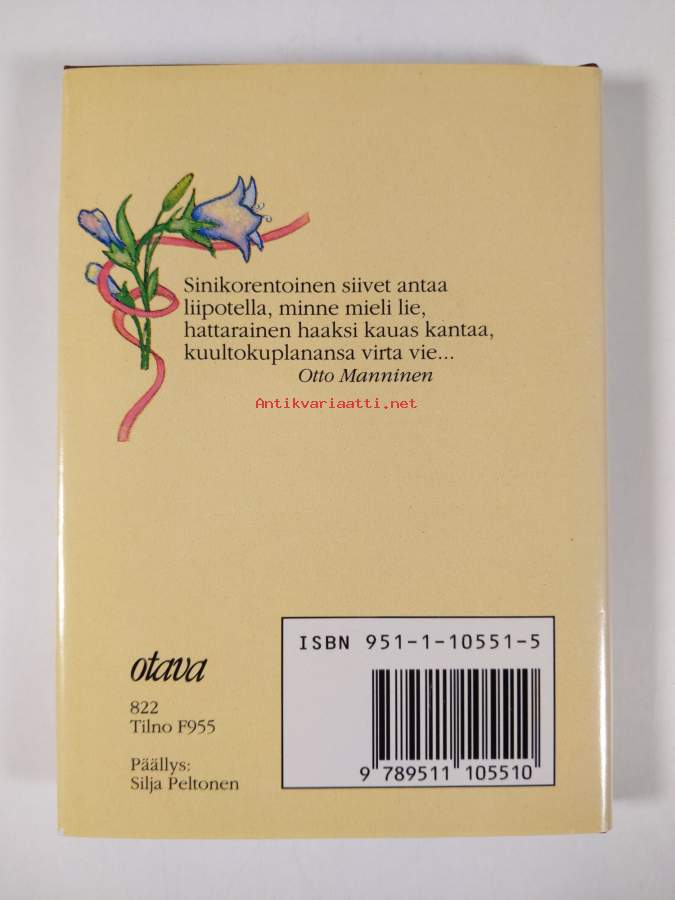 Sinikorentoinen siivet antaa
liipotella, minne mieli lie,
hattarainen haaksi kauas kantaa,
kuultokuplanansa virta vie...
Otto Manninen
Antikvariaatti.net
ISBN 951-1-10551-5
otava
822
Tilno F955
Päällys:
Silja Peltonen
9 789511 105510